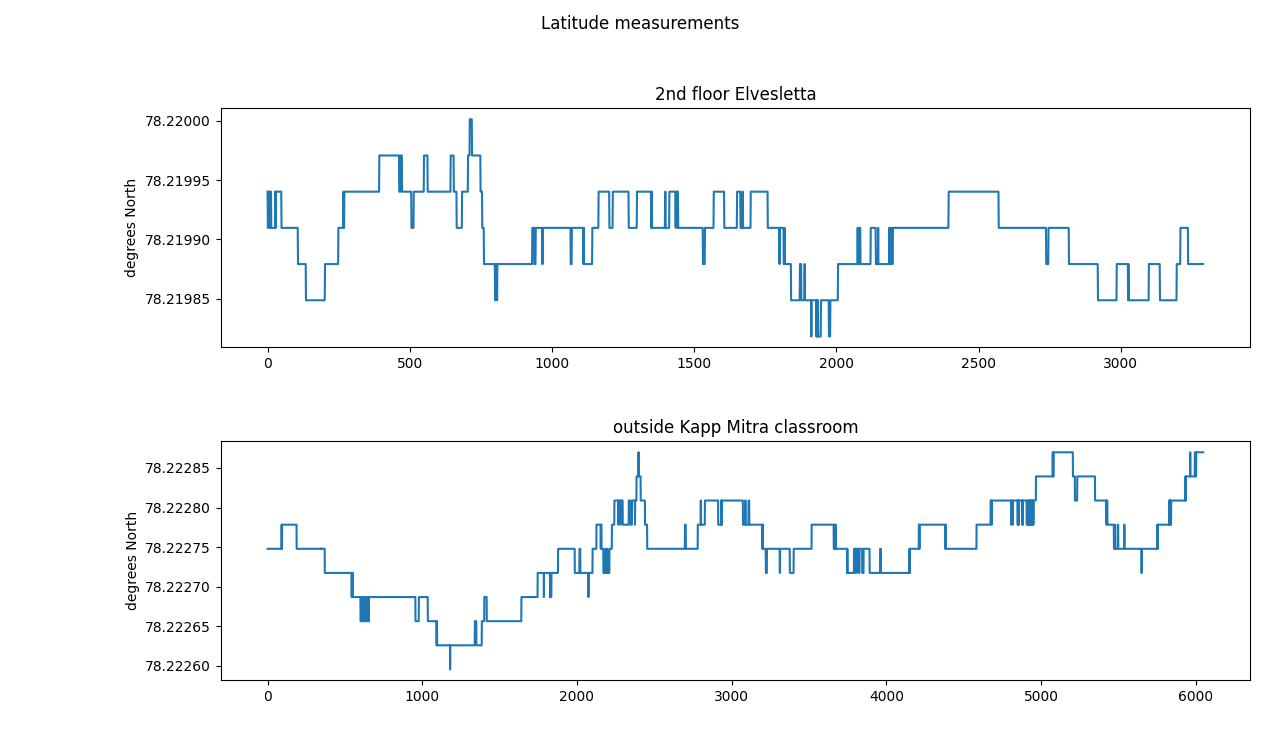 Latitude measurements
2nd floor Elvesletta
degrees North
78.22000
78.21995
78.21990
78.21985
0 500 1000 1500 2000 2500 3000
outside Kapp Mitra classroom
degrees North
78.22285
78.22280
78.22275
78.22270
78.22265
78.22260
0 1000 2000 3000 4000 5000 6000